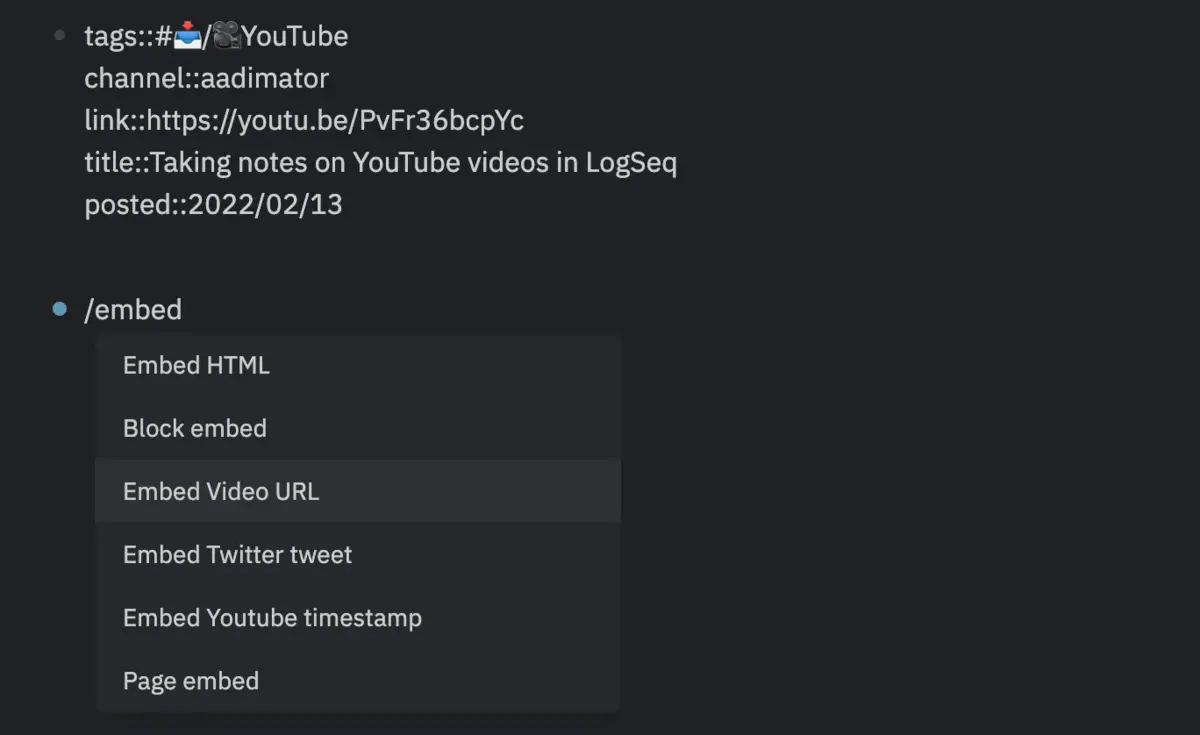 tags::#📥/🎥YouTube
channel::aadimator
link::https://youtu.be/PvFr36bcpYc
title::Taking notes on YouTube videos in LogSeq
posted::2022/02/13
/embed
Embed HTML
Block embed
Embed Video URL
Embed Twitter tweet
Embed Youtube timestamp
Page embed